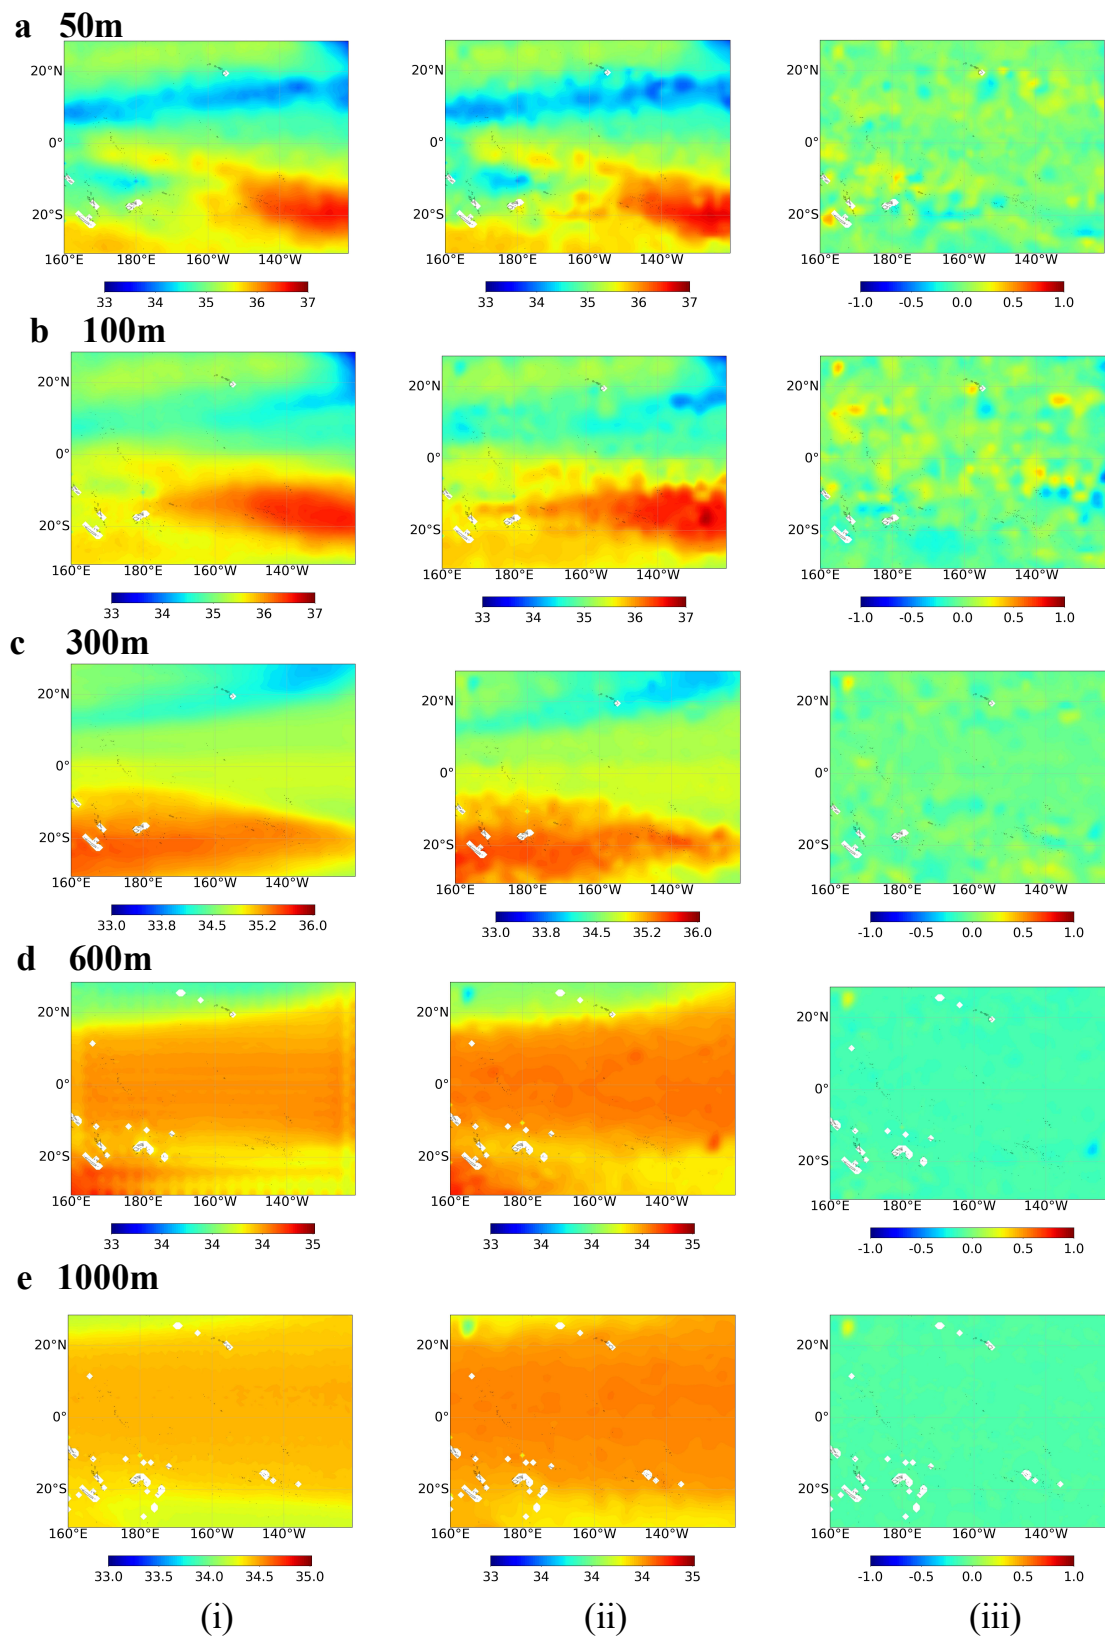 a 50m
20°N 0° 20°S
160°E 180°W 160°W 140°W 160°E 180°W 160°W 140°W 160°E 180°W 160°W 140°W
20°N 0° 20°S
20°N 0° 20°S
33 34 35 36 37 33 34 35 36 37 -1.0 -0.5 0.0 0.5 1.0
b 100m
20°N 0° 20°S
20°N 0° 20°S
20°N 0° 20°S
160°E 180°W 160°W 140°W 160°E 180°W 160°W 140°W 160°E 180°W 160°W 140°W
33 34 35 36 37 33 34 35 36 37 -1.0 -0.5 0.0 0.5 1.0
c 300m
20°N 0° 20°S
20°N 0° 20°S
20°N 0° 20°S
160°E 180°W 160°W 140°W 160°E 180°W 160°W 140°W 160°E 180°W 160°W 140°W
33.0 33.8 34.5 35.2 36.0 33.0 33.8 34.5 35.2 36.0 -1.0 -0.5 0.0 0.5 1.0
d 600m
20°N 0° 20°S
20°N 0° 20°S
20°N 0° 20°S
160°E 180°W 160°W 140°W 160°E 180°W 160°W 140°W 160°E 180°W 160°W 140°W
33 34 34 34 35 33 34 34 34 35 -1.0 -0.5 0.0 0.5 1.0
e 1000m
20°N 0° 20°S
20°N 0° 20°S
20°N 0° 20°S
160°E 180°W 160°W 140°W 160°E 180°W 160°W 140°W 160°E 180°W 160°W 140°W
33.0 33.5 34.0 34.5 35.0 33 34 34 34 35 -1.0 -0.5 0.0 0.5 1.0
(i) (ii) (iii)